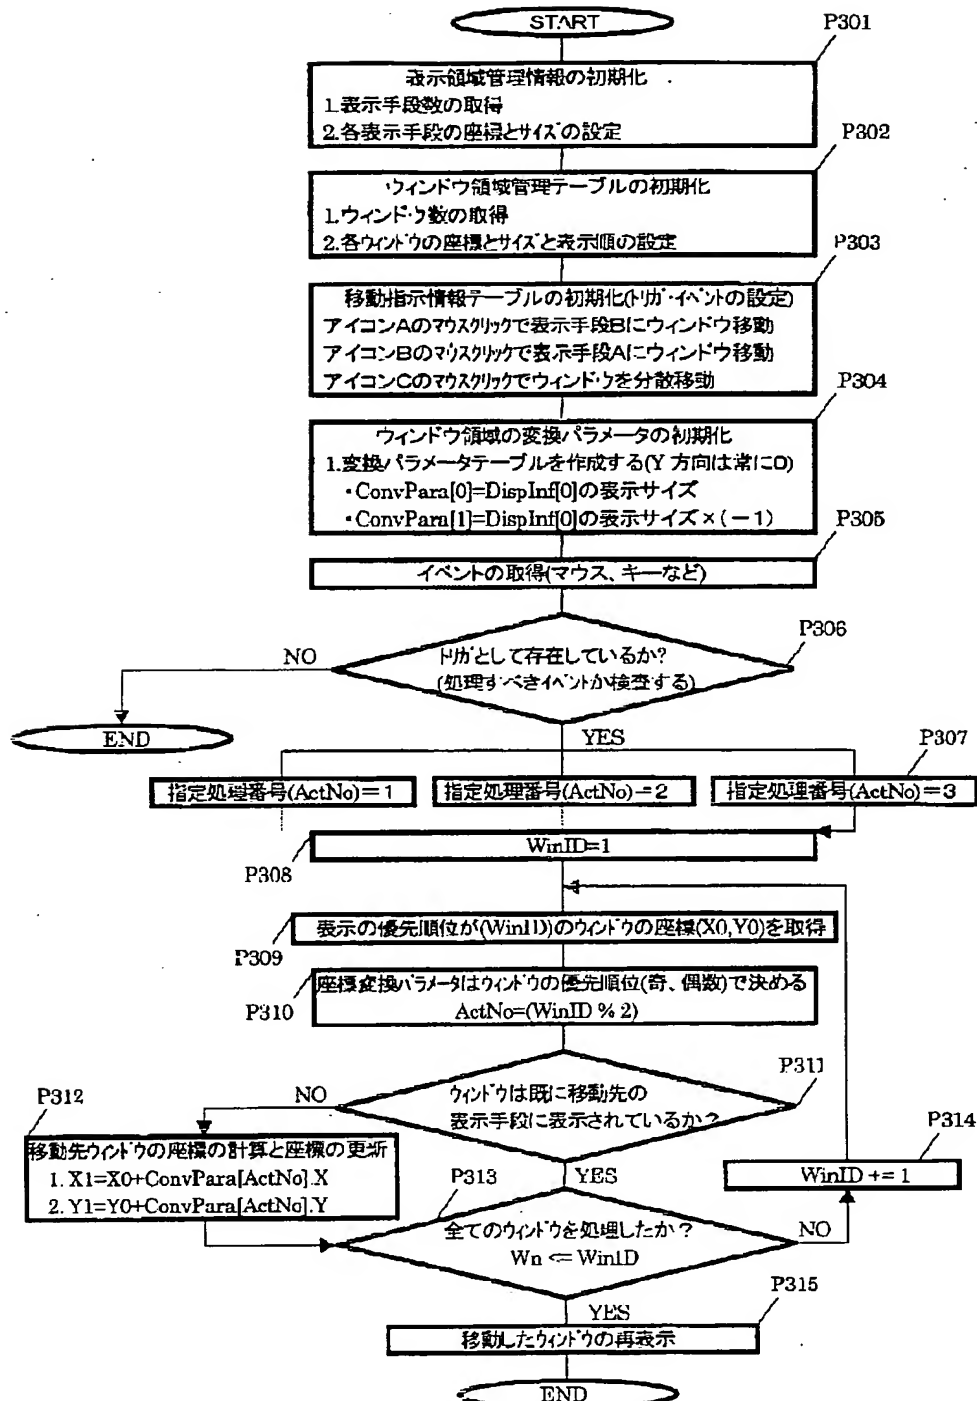 START
P301
表示領域管理情報の初期化
1.表示手段数の取得
2.各表示手段の座標とサイズの設定
P302
ウィンドウ領域管理テーブルの初期化
1.ウィンドウ数の取得
2.各ウィンドウの座標とサイズと表示順の設定
P303
移動指示情報テーブルの初期化(トリガ・イベントの設定)
アイコンAのマウスクリックで表示手段Bにウィンドウ移動
アイコンBのマウスクリックで表示手段Aにウィンドウ移動
アイコンCのマウスクリックでウィンドウを分散移動
P304
ウィンドウ領域の変換パラメータの初期化
1.変換パラメータテーブルを作成する(Y方向は常に0)
・ConvPara[0]=DispInf[0]の表示サイズ
・ConvPara[1]=DispInf[0]の表示サイズ×(-1)
P305
イベントの取得(マウス、キーなど)
P306
トリガとして存在しているか?
(処理すべきイベントか検査する)
NO
END
YES
P307
指定処理番号(ActNo)=1
指定処理番号(ActNo)=2
指定処理番号(ActNo)=3
WinID=1
P308
表示の優先順位が(WinID)のウィンドウの座標(X0,Y0)を取得
P309
座標変換パラメータはウィンドウの優先順位(奇、偶数)で決める
ActNo=(WinID % 2)
P310
P311
ウィンドウは既に移動先の
表示手段に表示されているか?
NO
P312
移動先ウィンドウの座標の計算と座標の更新
1. X1=X0+ConvPara[ActNo].X
2. Y1=Y0+ConvPara[ActNo].Y
YES
P313
全てのウィンドウを処理したか?
Wn <= WinID
NO
P314
WinID += 1
YES
P315
移動したウィンドウの再表示
END